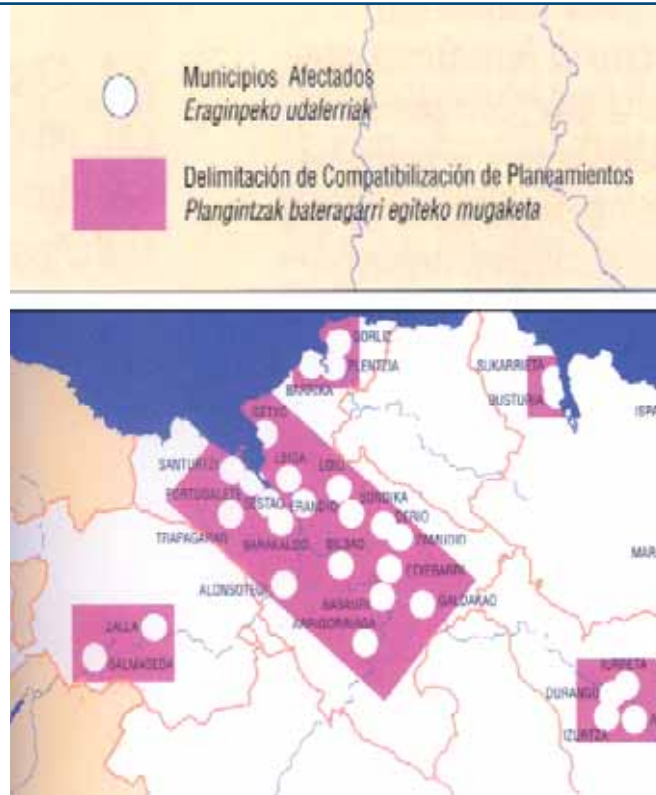 Municipios Afectados
Eraginpeko udalerriak
Delimitación de Compatibilización de Planeamientos
Plangintzak bateragarri egiteko mugaketa
GORLIZ
PLENTZIA
BARRIKA
SUKARRIETA
BUSTURIA
ISPA
GETXO
LEIOA
LOIU
SANTURTZI
PORTUGALETE
SESTAO
ERANDIO
SONDIKA
DERIO
ZAMUDIO
TRAPAGARAN
BARAKALDO
BILBAO
MAR
ETXEBARRI
ALONSOTEGI
BASAURI
GALDAKAO
ARRIGORRIAGA
ZALLA
BALMASEDA
IURRETA
DURANGO
IZURTZA